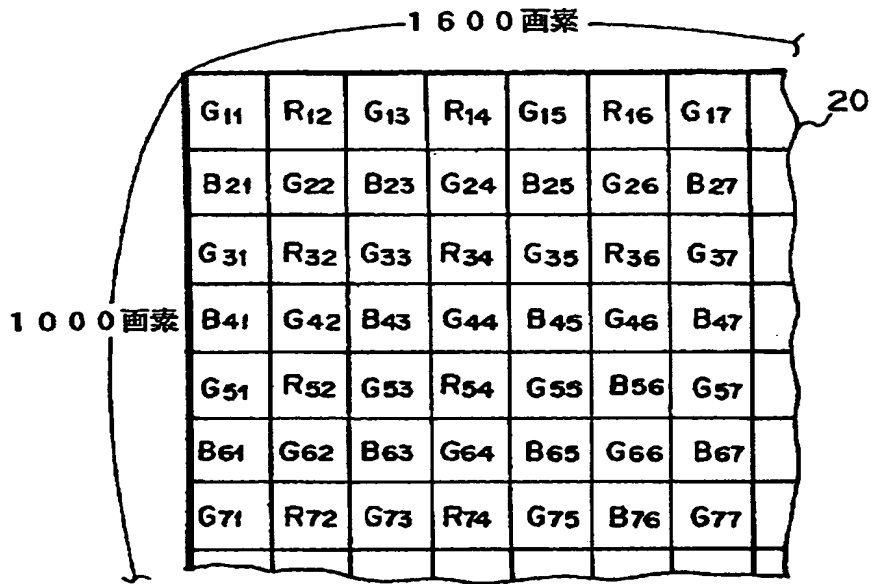 1600画素
20
G11 R12 G13 R14 G15 R16 G17
B21 G22 B23 G24 B25 G26 B27
G31 R32 G33 R34 G35 R36 G37
1000画素
B41 G42 B43 G44 B45 G46 B47
G51 R52 G53 R54 G55 B56 G57
B61 G62 B63 G64 B65 G66 B67
G71 R72 G73 R74 G75 B76 G77